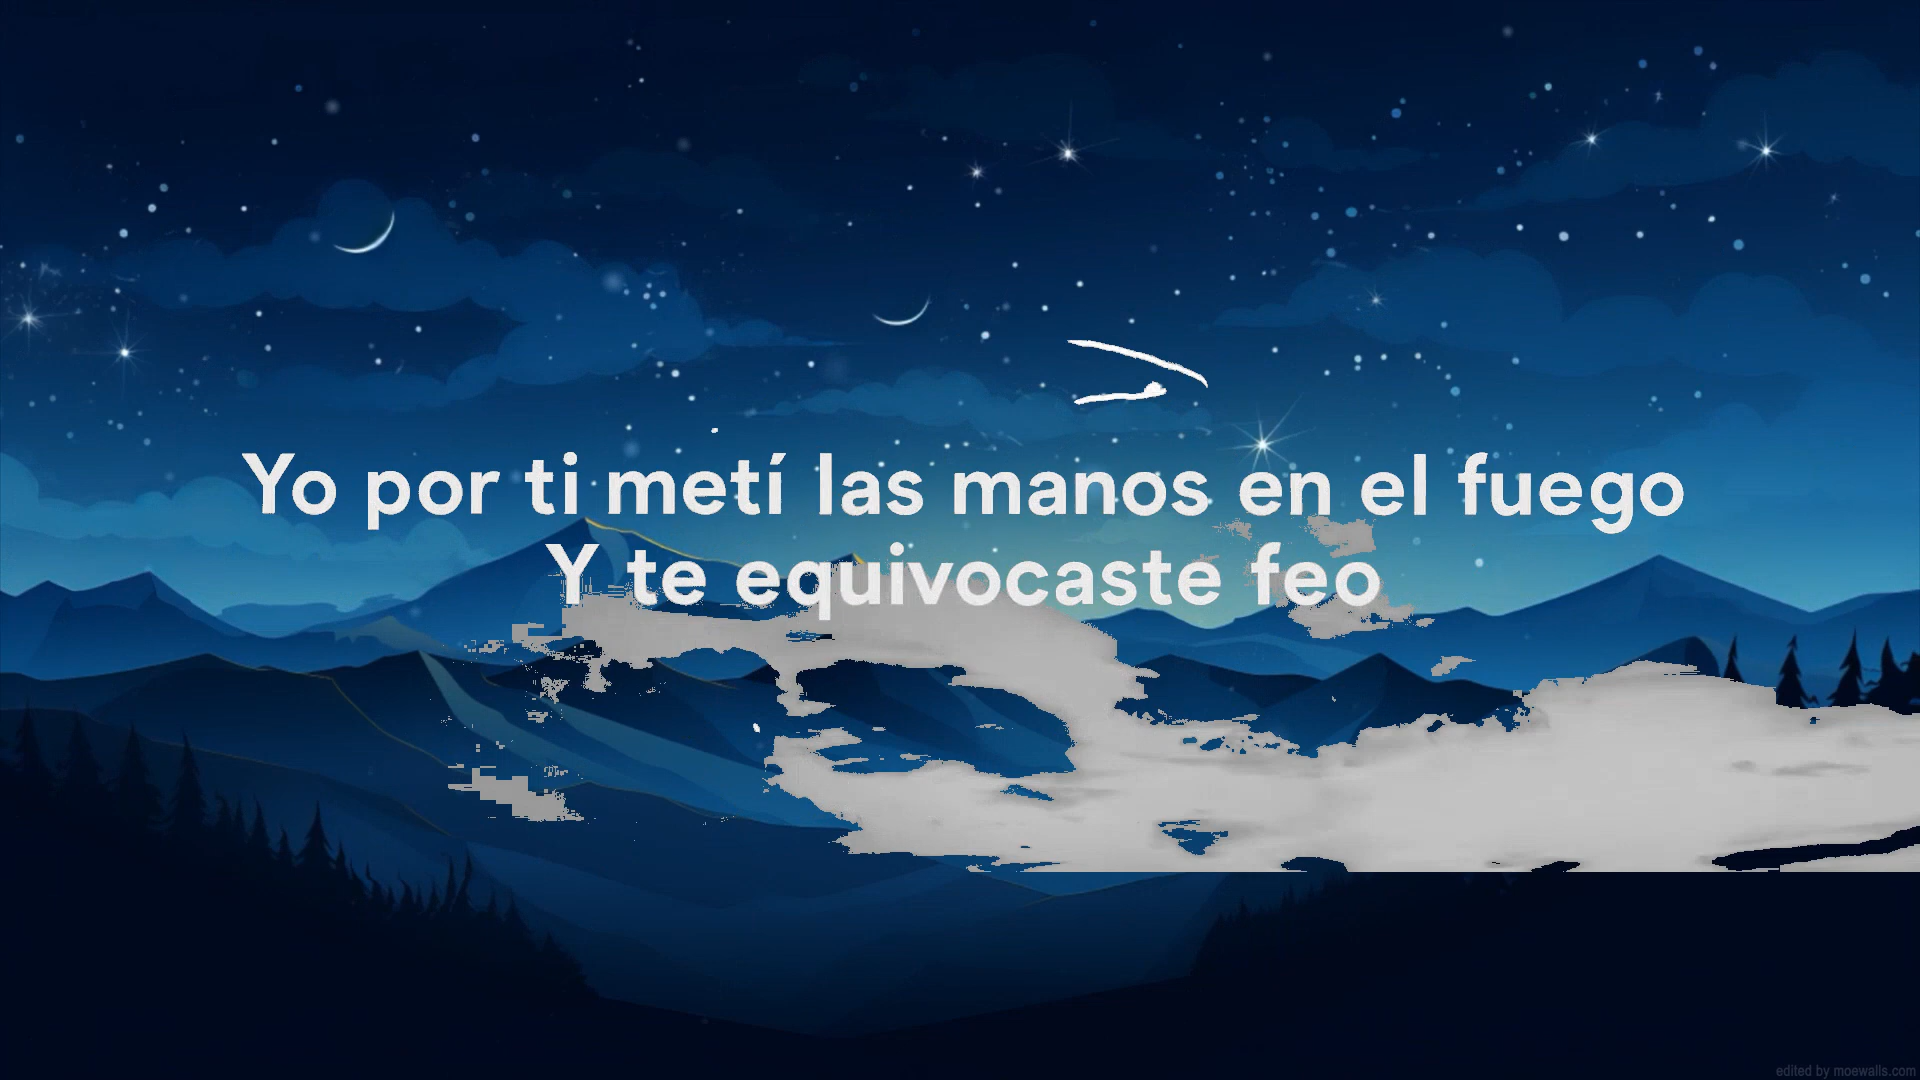 Yo por ti metí las manos en el fuego
Y te equivocaste feo
edited by moewalls.com